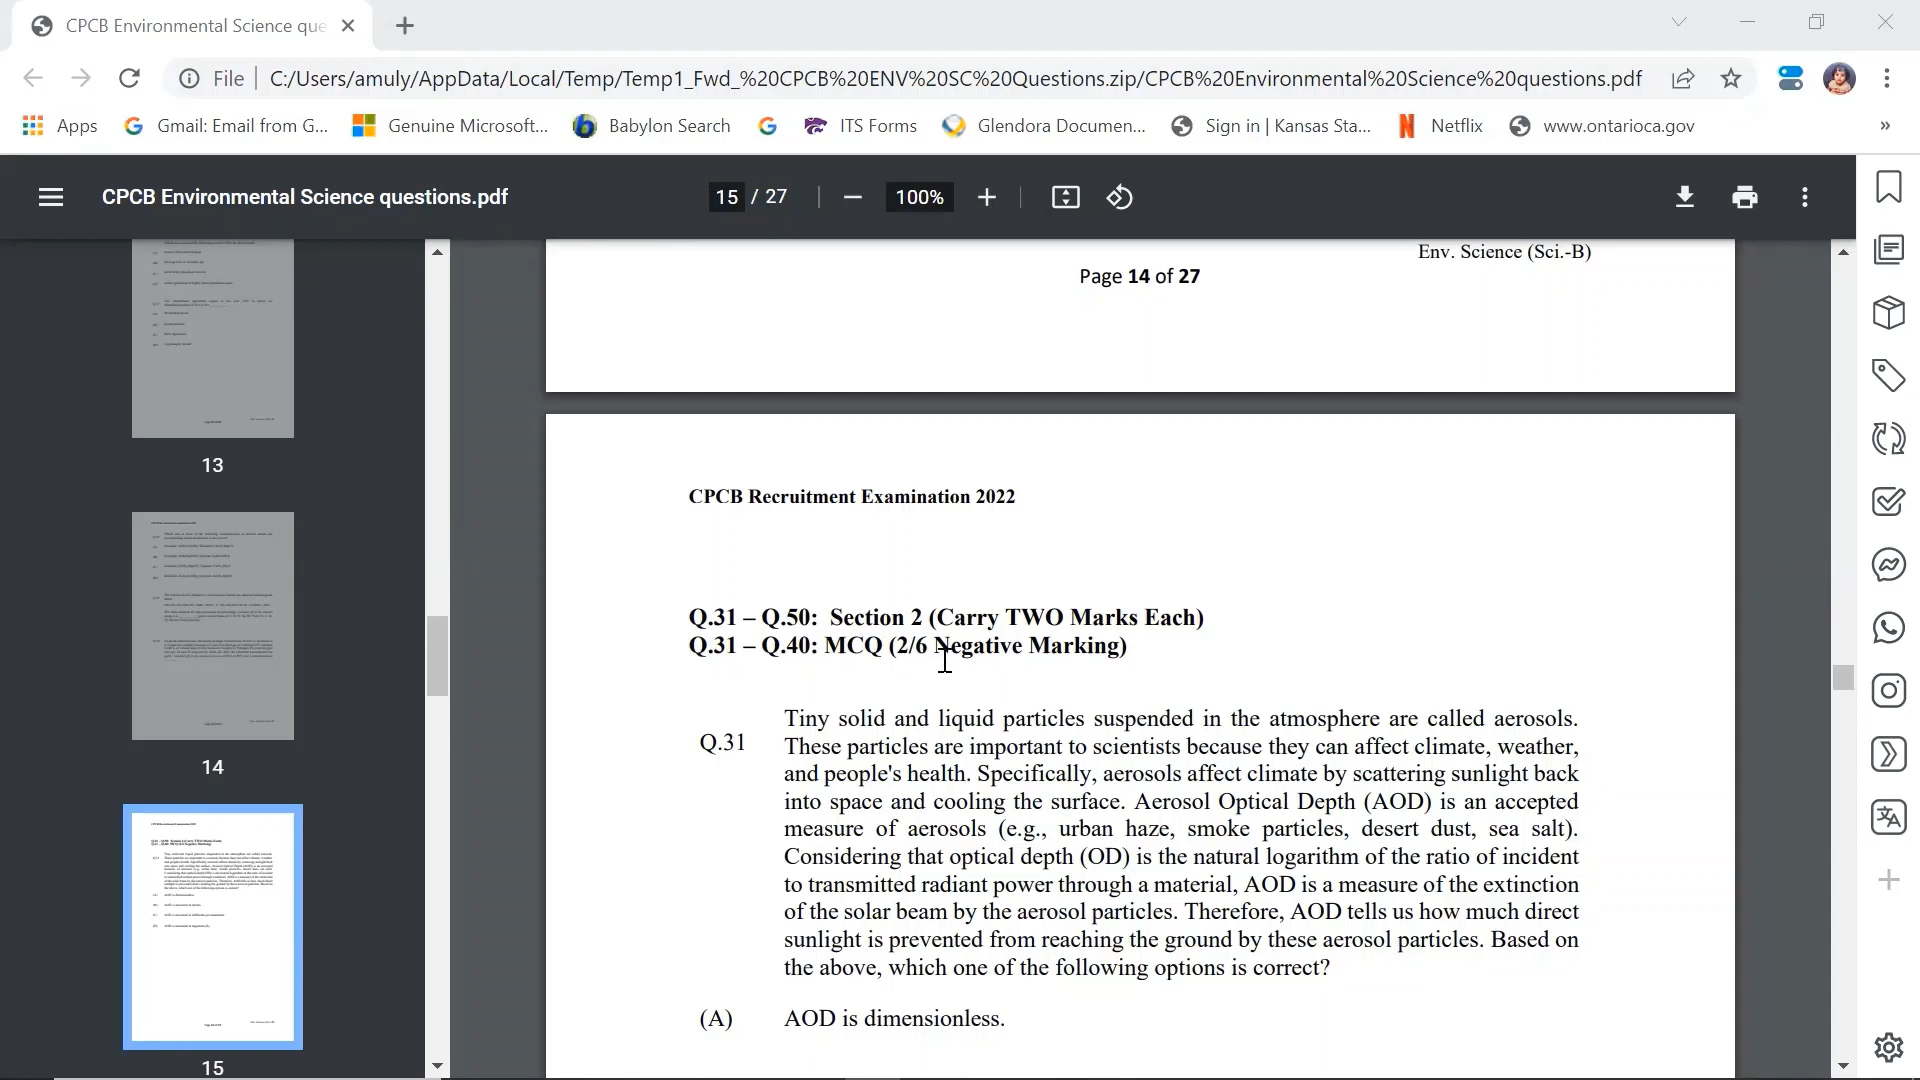 CPCB Environmental Science que
File
C:/Users/amuly/AppData/Local/Temp/Temp1_Fwd_%20CPCB%20ENV%20SC%20Questions.zip/CPCB%20Environmental%20Science%20questions.pdf
Apps
Gmail: Email from G...
Genuine Microsoft...
Babylon Search
ITS Forms
Glendora Documen...
Sign in | Kansas Sta...
Netflix
www.ontarioca.gov
»
CPCB Environmental Science questions.pdf
15 / 27
100%
13
14
15
Env. Science (Sci.-B)
Page 14 of 27
CPCB Recruitment Examination 2022
Q.31 – Q.50: Section 2 (Carry TWO Marks Each)
Q.31 – Q.40: MCQ (2/6 Negative Marking)
Q.31
Tiny solid and liquid particles suspended in the atmosphere are called aerosols.
These particles are important to scientists because they can affect climate, weather,
and people's health. Specifically, aerosols affect climate by scattering sunlight back
into space and cooling the surface. Aerosol Optical Depth (AOD) is an accepted
measure of aerosols (e.g., urban haze, smoke particles, desert dust, sea salt).
Considering that optical depth (OD) is the natural logarithm of the ratio of incident
to transmitted radiant power through a material, AOD is a measure of the extinction
of the solar beam by the aerosol particles. Therefore, AOD tells us how much direct
sunlight is prevented from reaching the ground by these aerosol particles. Based on
the above, which one of the following options is correct?
(A) AOD is dimensionless.